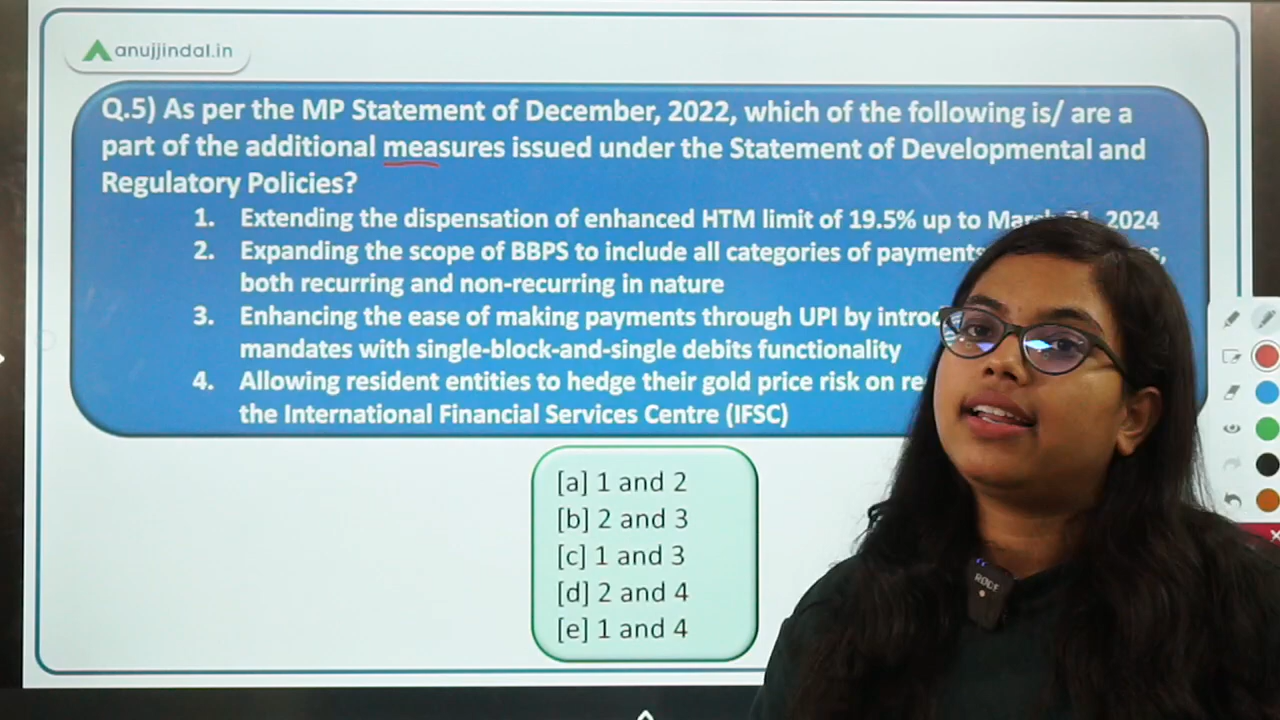 anujjindal.in
Q.5) As per the MP Statement of December, 2022, which of the following is/ are a
part of the additional measures issued under the Statement of Developmental and
Regulatory Policies?
1. Extending the dispensation of enhanced HTM limit of 19.5% up to 2024
2. Expanding the scope of BBPS to include all categories of payments
both recurring and non-recurring in nature
3. Enhancing the ease of making payments through UPI by
mandates with single-block-and-single debits functionality
4. Allowing resident entities to hedge their gold price risk on
the International Financial Services Centre (IFSC)
[a] 1 and 2
[b] 2 and 3
[c] 1 and 3
[d] 2 and 4
[e] 1 and 4
RODE